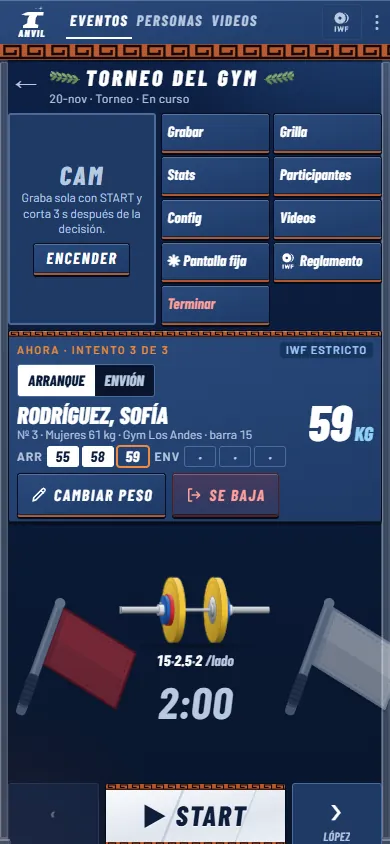 EVENTOS PERSONAS VIDEOS
ANVIL
IWF
TORNEO DEL GYM
20-nov · Torneo · En curso
CAM
Graba sola con START y
corta 3 s después de la
decisión.
ENCENDER
Grabar
Grilla
Stats
Participantes
Config
Videos
Pantalla fija
IWF
Reglamento
Terminar
AHORA · INTENTO 3 DE 3
IWF ESTRICTO
ARRANQUE ENVIÓN
RODRÍGUEZ, SOFÍA
59 KG
Nº 3 · Mujeres 61 kg · Gym Los Andes · barra 15
ARR 55 58 59 ENV · · ·
CAMBIAR PESO
SE BAJA
15·2,5·2 /lado
2:00
START
LÓPEZ